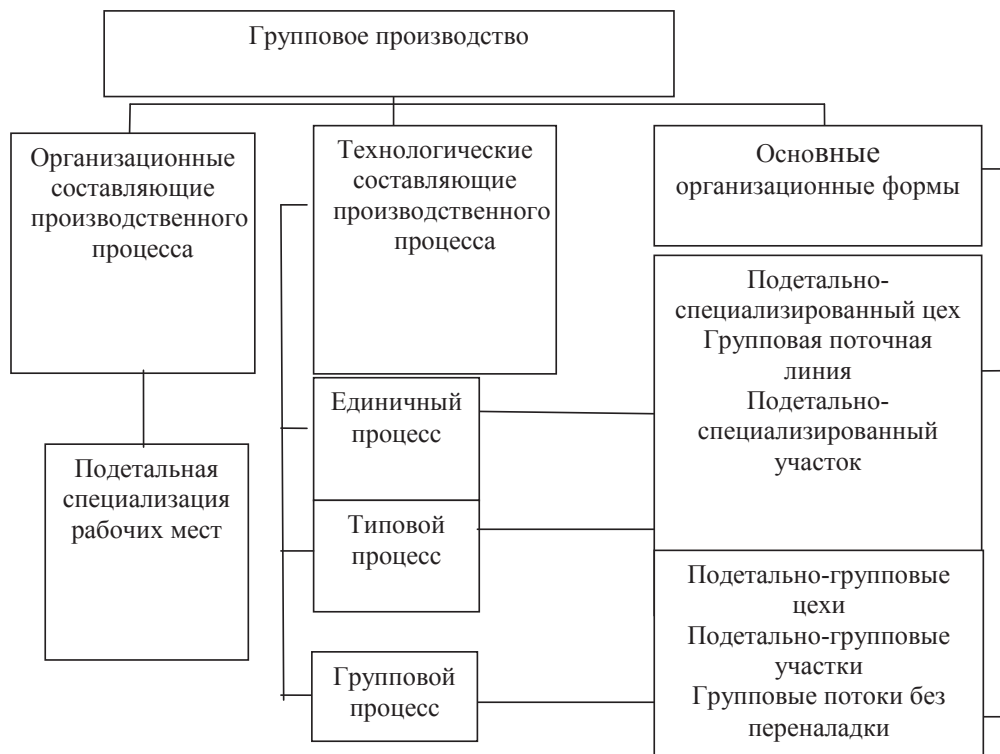 Групповое производство
Организационные
составляющие
производственного
процесса
Технологические
составляющие
производственного
процесса
Основные
организационные формы
Подетальная
специализация
рабочих мест
Единичный
процесс
Типовой
процесс
Групповой
процесс
Подетально-
специализированный цех
Групповая поточная
линия
Подетально-
специализированный
участок
Подетально-групповые
цехи
Подетально-групповые
участки
Групповые потоки без
переналадки